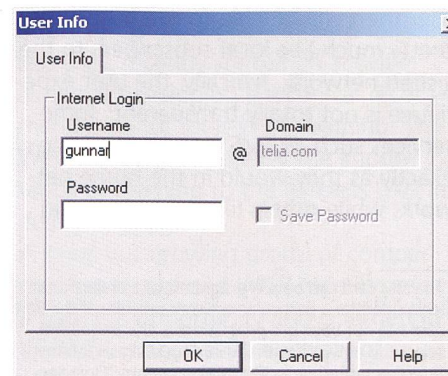 User Info
User Info
Internet Login
Username
Domain
gunnar
@
telia.com
Password
Save Password
OK
Cancel
Help